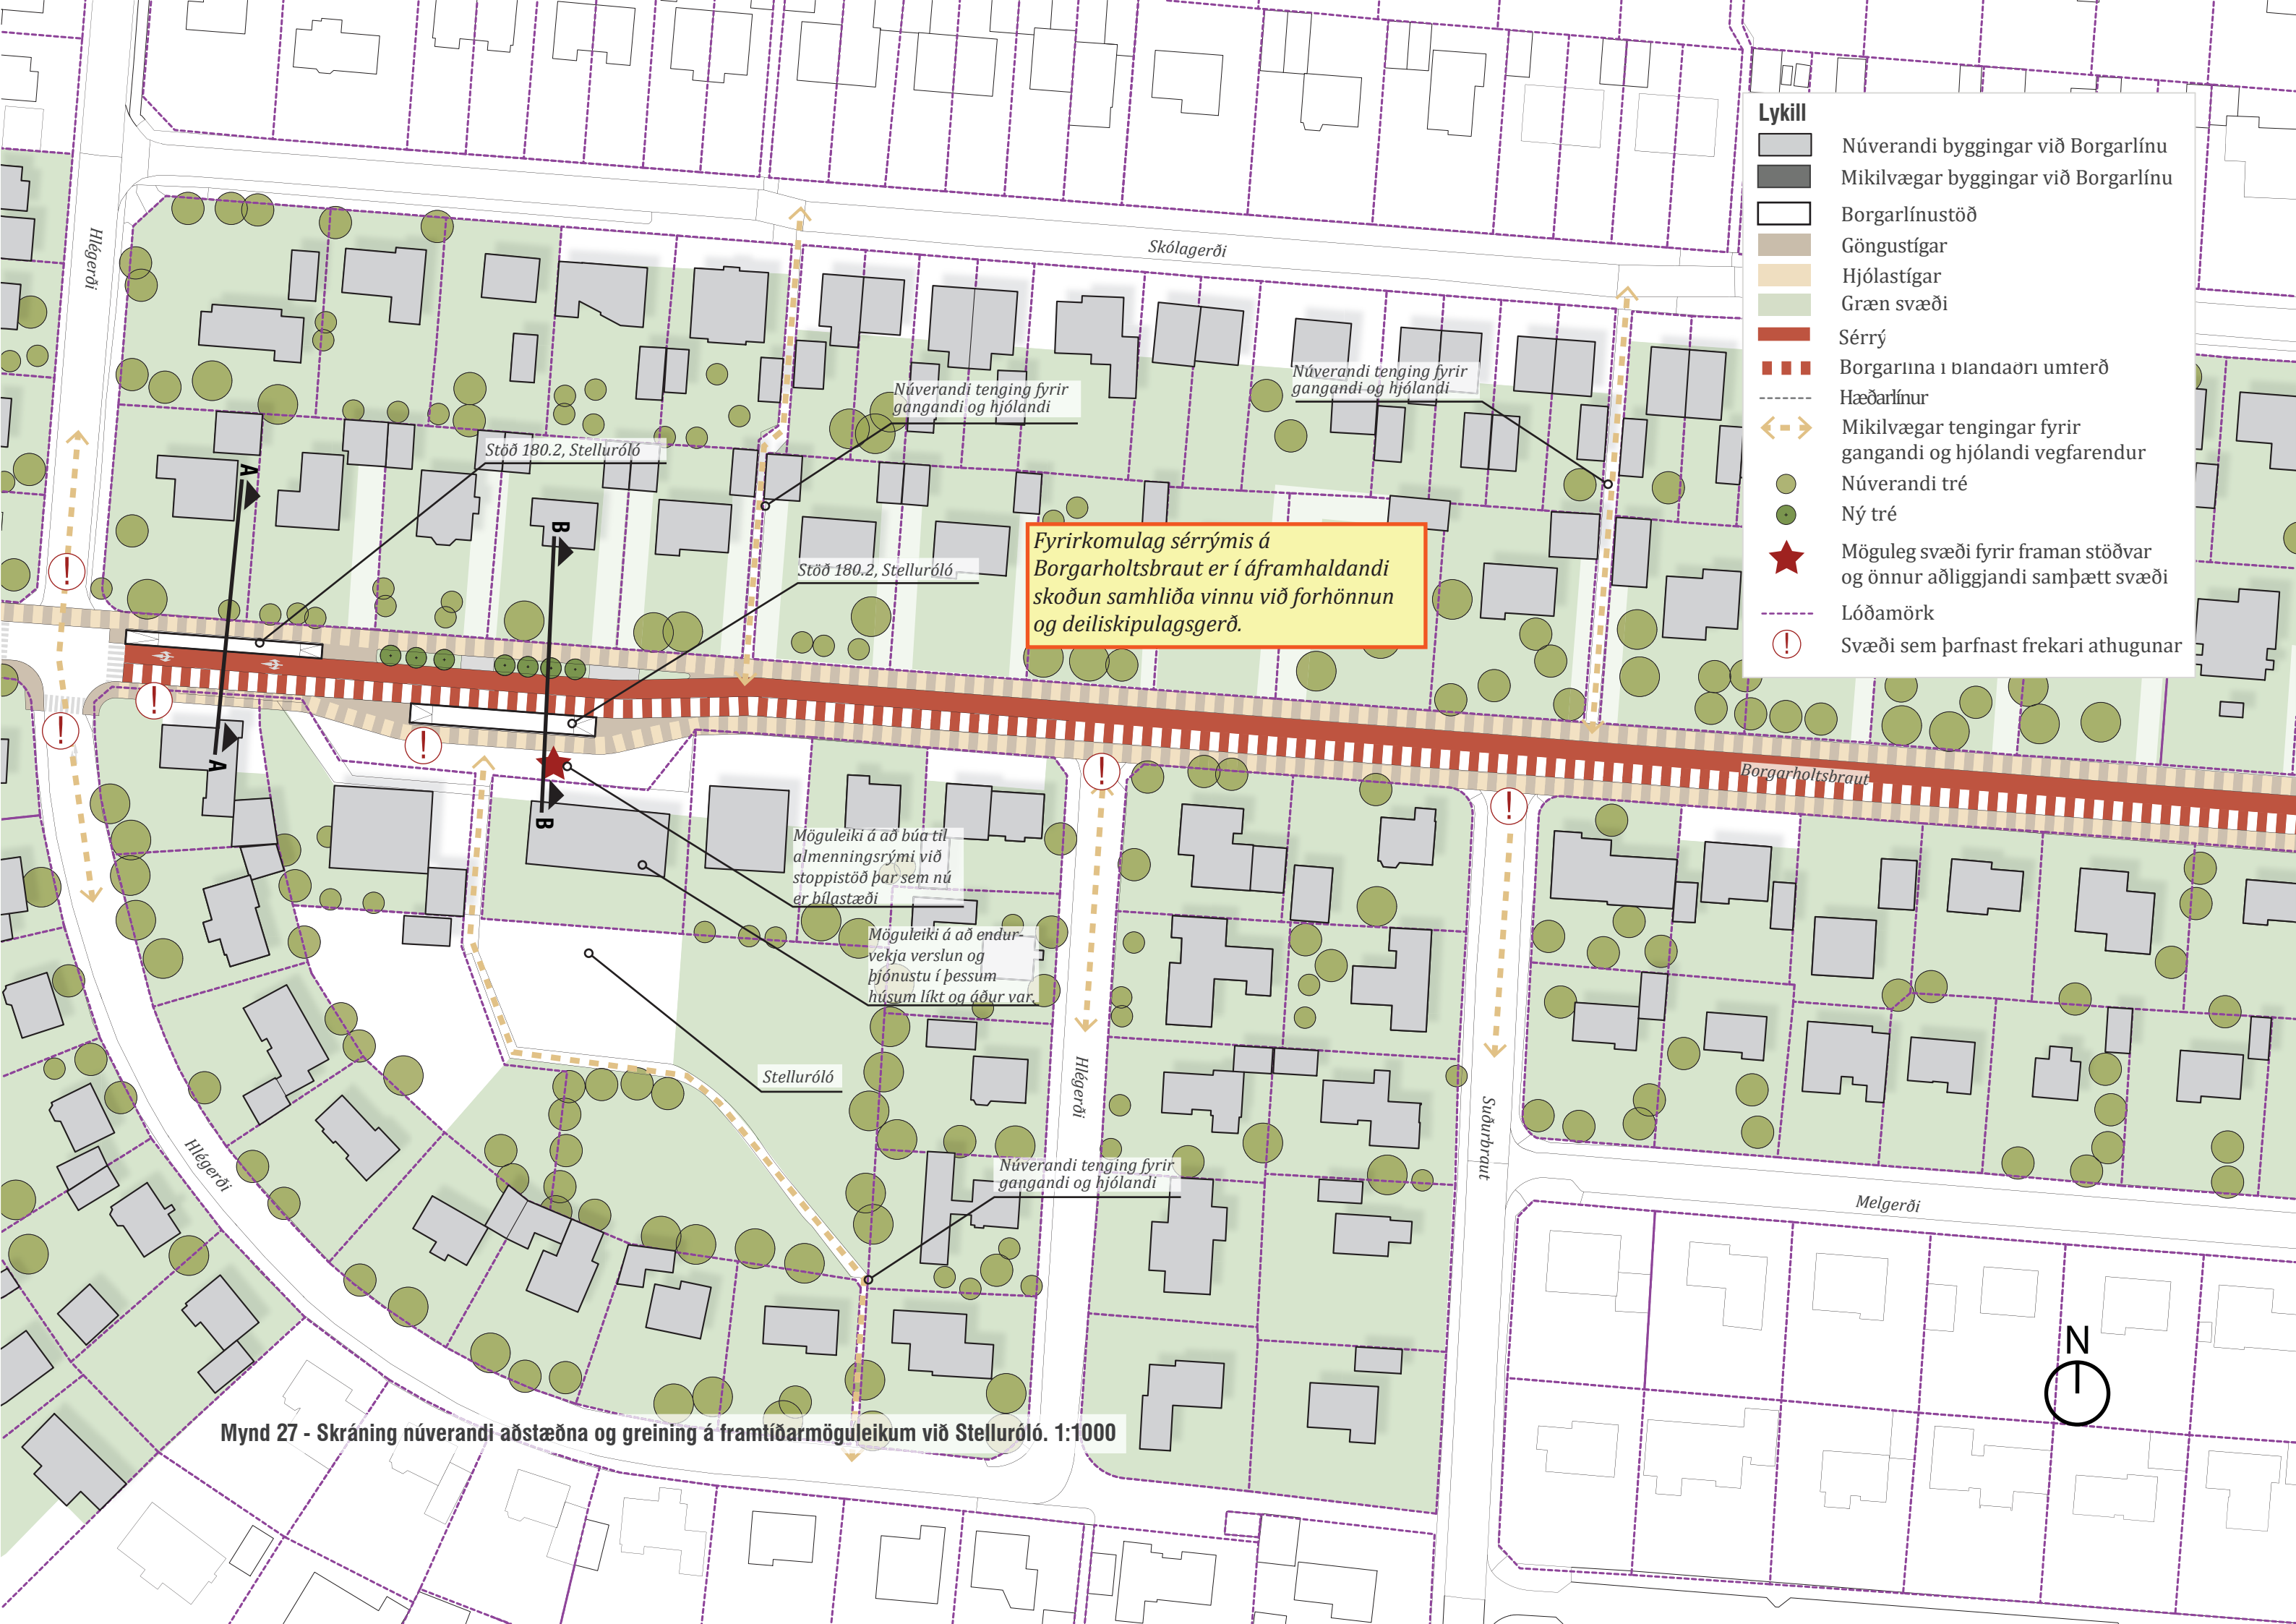 Lykill
Núverandi byggingar við Borgarlínu
Mikilvægar byggingar við Borgarlínu
Borgarlínustöð
Göngustígar
Hjólastígar
Græn svæði
Sérrý
Borgarlína í blandaðri umferð
Hæðarlínur
Mikilvægar tengingar fyrir
gangandi og hjólandi vegfarendur
Núverandi tré
Ný tré
Möguleg svæði fyrir framan stöðvar
og önnur aðliggjandi samþætt svæði
Lóðamörk
! Svæði sem þarfnast frekari athugunar
Hlégerði
Skólagerði
Núverandi tenging fyrir
gangandi og hjólandi
Núverandi tenging fyrir
gangandi og hjólandi
Stöð 180.2, Stelluróló
A
B
Stöð 180.2, Stelluróló
Fyrirkomulag sérrýmis á
Borgarholtsbraut er í áframhaldandi
skoðun samhliða vinnu við forhönnun
og deiliskipulagsgerð.
!
!
!
!
!
!
A
B
Borgarholtsbraut
Möguleiki á að búa til
almenningsrými við
stoppistöð þar sem nú
er bílastæði
Möguleiki á að endur-
vekja verslun og
þjónustu í þessum
húsum líkt og áður var.
Stelluróló
Hlégerði
Suðurbraut
Hlégerði
Núverandi tenging fyrir
gangandi og hjólandi
Melgerði
N
Mynd 27 - Skráning núverandi aðstæðna og greining á framtíðarmöguleikum við Stelluróló. 1:1000